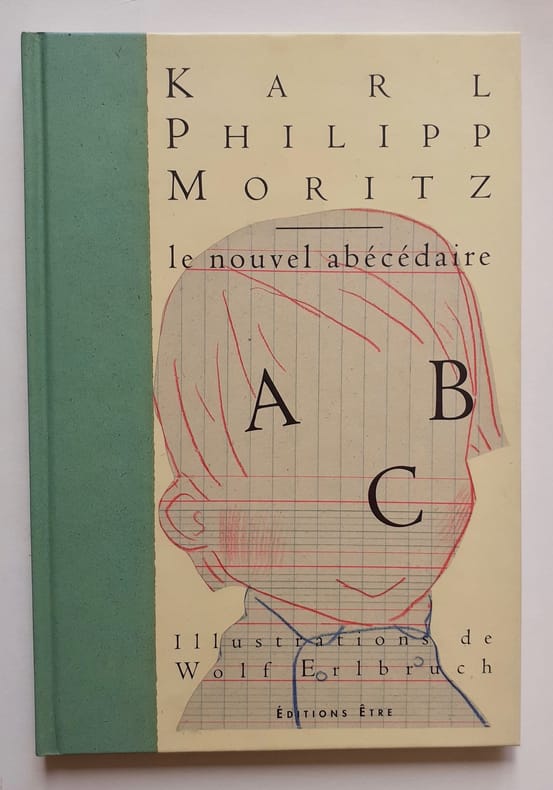 Karl
Philipp
Moritz
le nouvel abécédaire
A
B
C
Illustrations de
Wolf Erlbruch
Éditions Être